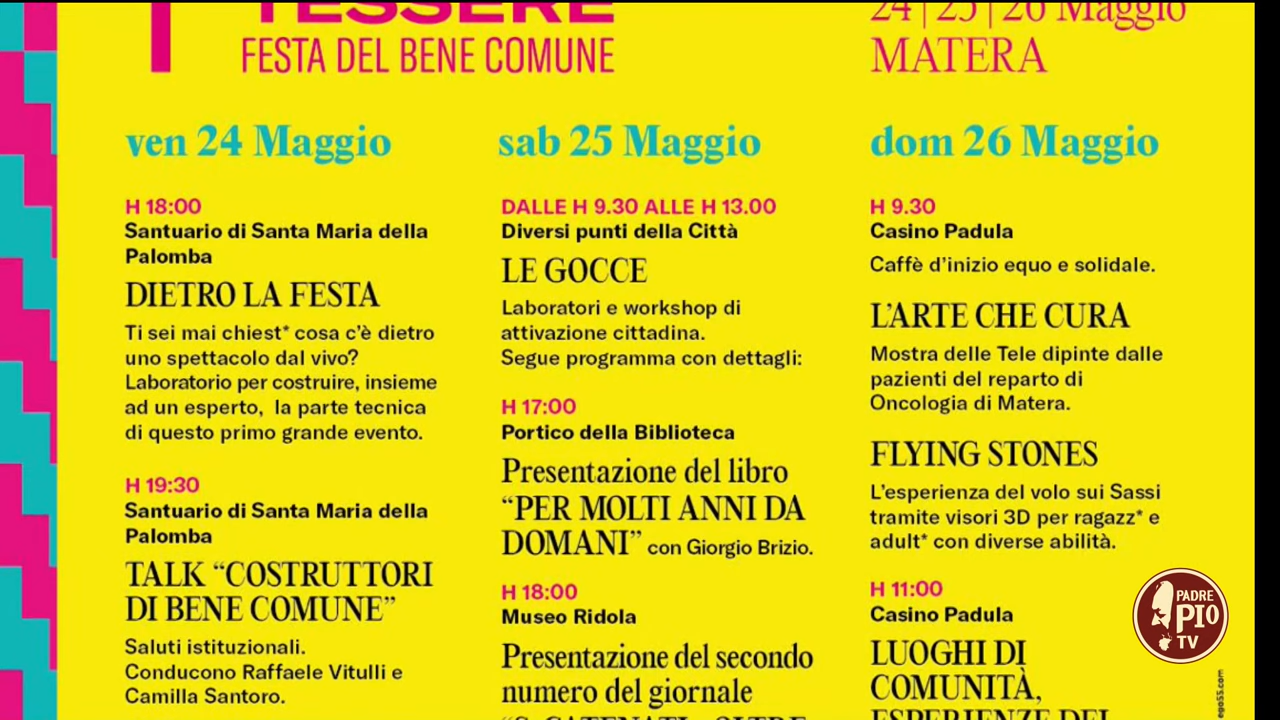 TESSERE
FESTA DEL BENE COMUNE
24 | 25 | 26 Maggio
MATERA
ven 24 Maggio
H 18:00
Santuario di Santa Maria della
Palomba
DIETRO LA FESTA
Ti sei mai chiest* cosa c'è dietro
uno spettacolo dal vivo?
Laboratorio per costruire, insieme
ad un esperto, la parte tecnica
di questo primo grande evento.
H 19:30
Santuario di Santa Maria della
Palomba
TALK “COSTRUTTORI
DI BENE COMUNE”
Saluti istituzionali.
Conducono Raffaele Vitulli e
Camilla Santoro.
sab 25 Maggio
DALLE H 9.30 ALLE H 13.00
Diversi punti della Città
LE GOCCE
Laboratori e workshop di
attivazione cittadina.
Segue programma con dettagli:
H 17:00
Portico della Biblioteca
Presentazione del libro
“PER MOLTI ANNI DA
DOMANI” con Giorgio Brizio.
H 18:00
Museo Ridola
Presentazione del secondo
numero del giornale
dom 26 Maggio
H 9.30
Casino Padula
Caffè d'inizio equo e solidale.
L'ARTE CHE CURA
Mostra delle Tele dipinte dalle
pazienti del reparto di
Oncologia di Matera.
FLYING STONES
L'esperienza del volo sui Sassi
tramite visori 3D per ragazz* e
adult* con diverse abilità.
H 11:00
Casino Padula
LUOGHI DI
COMUNITÀ,
ESPERIENZE DEL
PADRE
PIO
TV